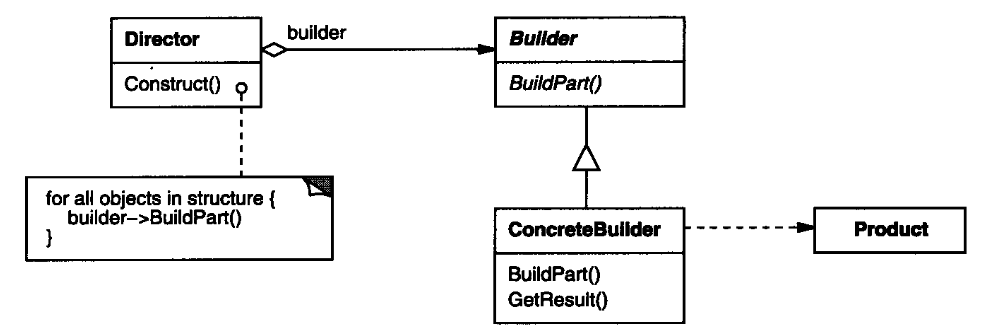 Director
builder
Builder
Construct()
BuildPart()
for all objects in structure {
builder->BuildPart()
}
ConcreteBuilder
Product
BuildPart()
GetResult()